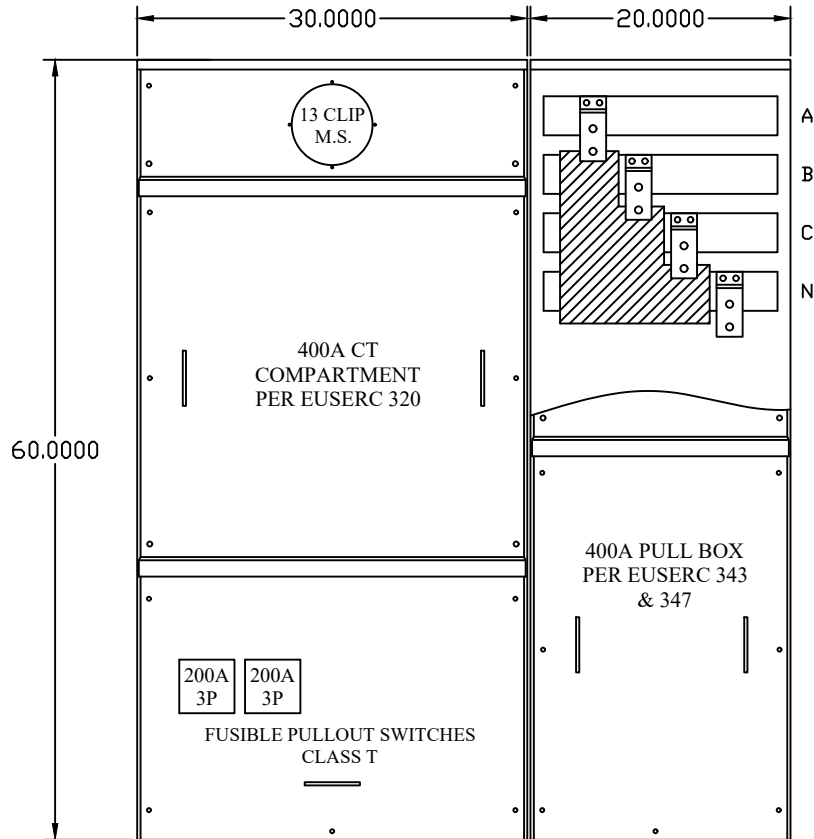 30.0000
20.0000
13 CLIP
M.S.
A
B
C
N
400A CT
COMPARTMENT
PER EUSERC 320
60.0000
400A PULL BOX
PER EUSERC 343
& 347
200A
3P
200A
3P
FUSIBLE PULLOUT SWITCHES
CLASS T